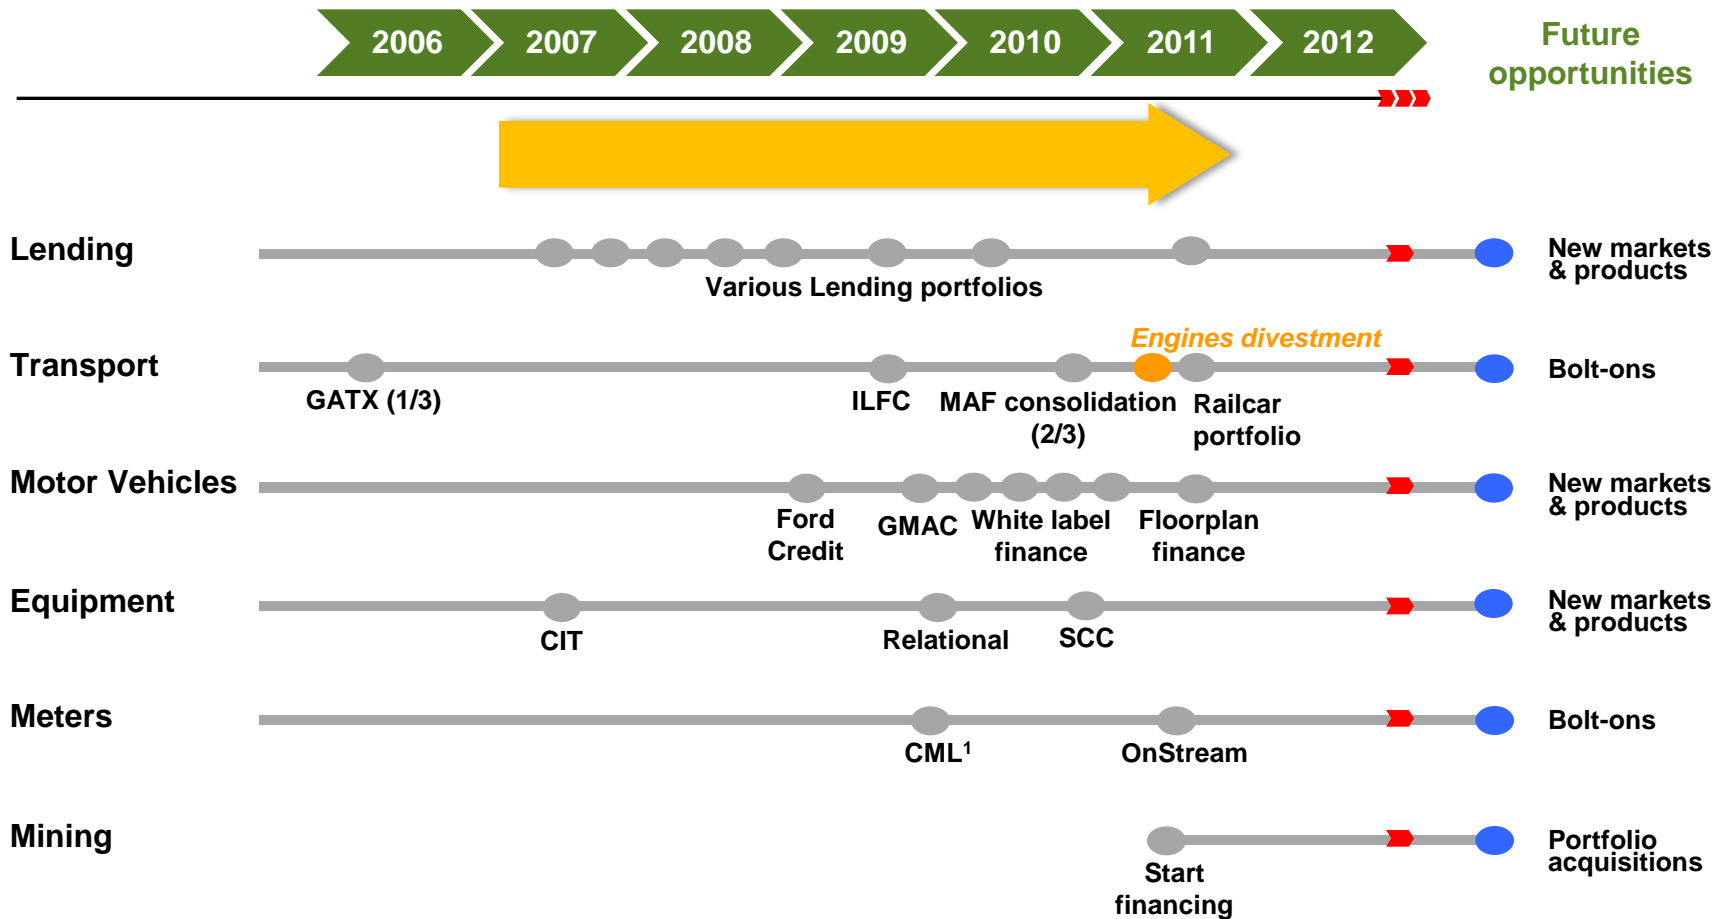 2006 2007 2008 2009 2010 2011 2012
Future
opportunities
Lending
Various Lending portfolios
New markets
& products
Transport
Engines divestment
GATX (1/3)
ILFC
MAF consolidation
(2/3)
Railcar
portfolio
Bolt-ons
Motor Vehicles
Ford
Credit
GMAC
White label
finance
Floorplan
finance
New markets
& products
Equipment
CIT
Relational
SCC
New markets
& products
Meters
CML¹
OnStream
Bolt-ons
Mining
Start
financing
Portfolio
acquisitions